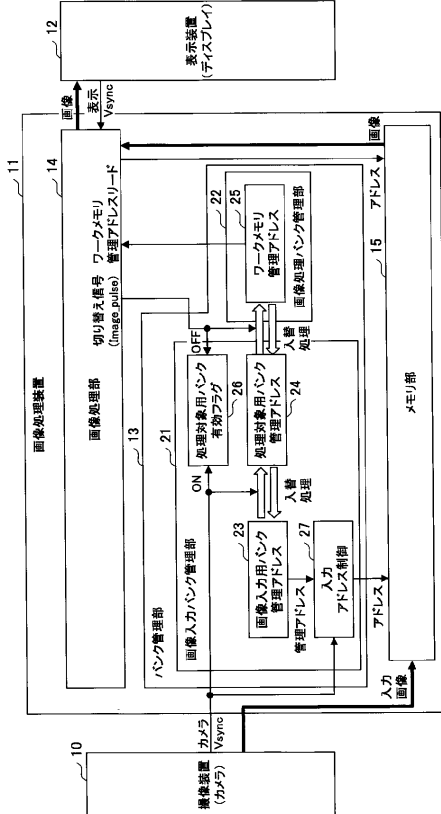 10
撮像装置
(カメラ)
カメラ
Vsync
入力
画像
11
画像処理装置
14
画像処理部
切り替え信号
(Image_pulse)
ワークメモリ
管理アドレスリード
画像
表示
Vsync
12
表示装置
(ディスプレイ)
13
バンク管理部
21
画像入力バンク管理部
ON
OFF
処理対象用バンク
有効フラグ
26
23
画像入力用バンク
管理アドレス
入替
処理
処理対象用バンク
管理アドレス
24
入替
処理
22
25
ワークメモリ
管理アドレス
画像処理バンク管理部
管理アドレス
27
入力
アドレス制御
アドレス
アドレス
画像
15
メモリ部